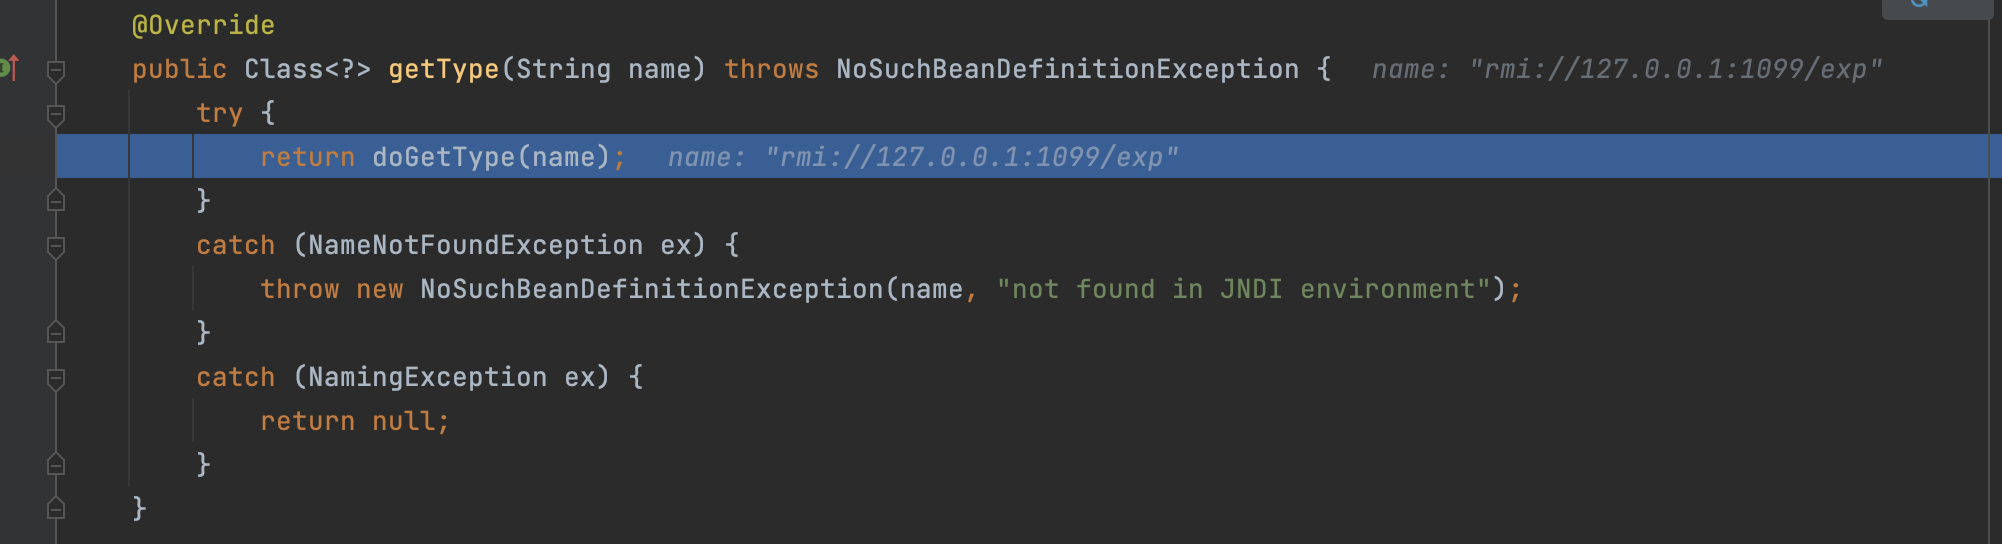 @Override
public Class<?> getType(String name) throws NoSuchBeanDefinitionException {   name: "rmi://127.0.0.1:1099/exp"
    try {
        return doGetType(name);   name: "rmi://127.0.0.1:1099/exp"
    }
    catch (NameNotFoundException ex) {
        throw new NoSuchBeanDefinitionException(name, "not found in JNDI environment");
    }
    catch (NamingException ex) {
        return null;
    }
}